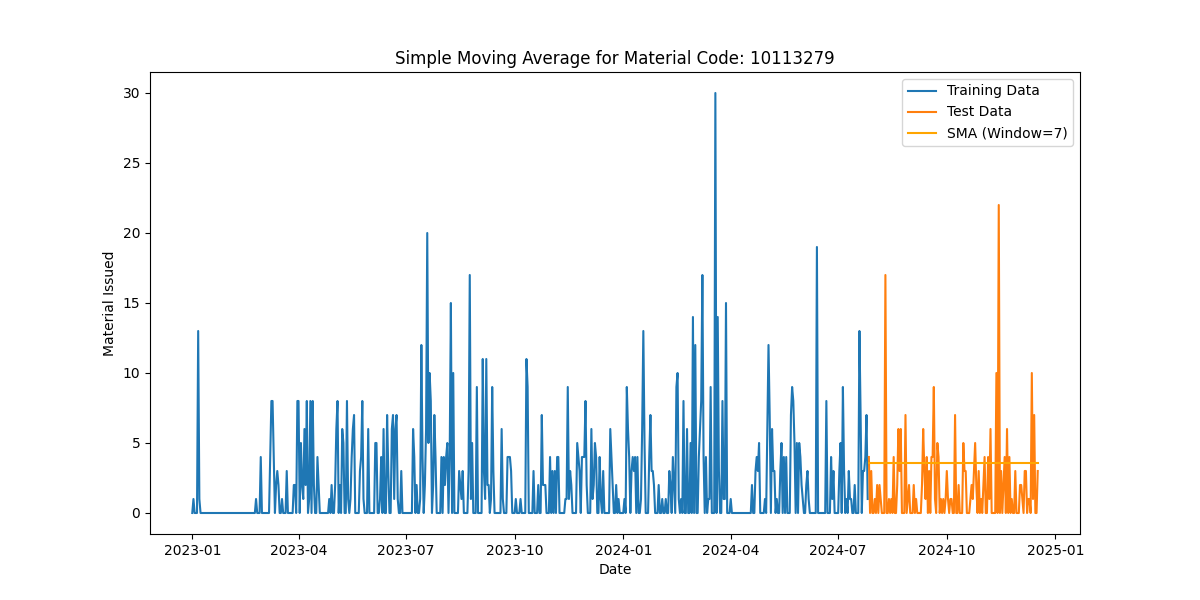 Simple Moving Average for Material Code: 10113279
Training Data
Test Data
SMA (Window=7)
30
25
20
15
10
5
0
Material Issued
2023-01 2023-04 2023-07 2023-10 2024-01 2024-04 2024-07 2024-10 2025-01
Date